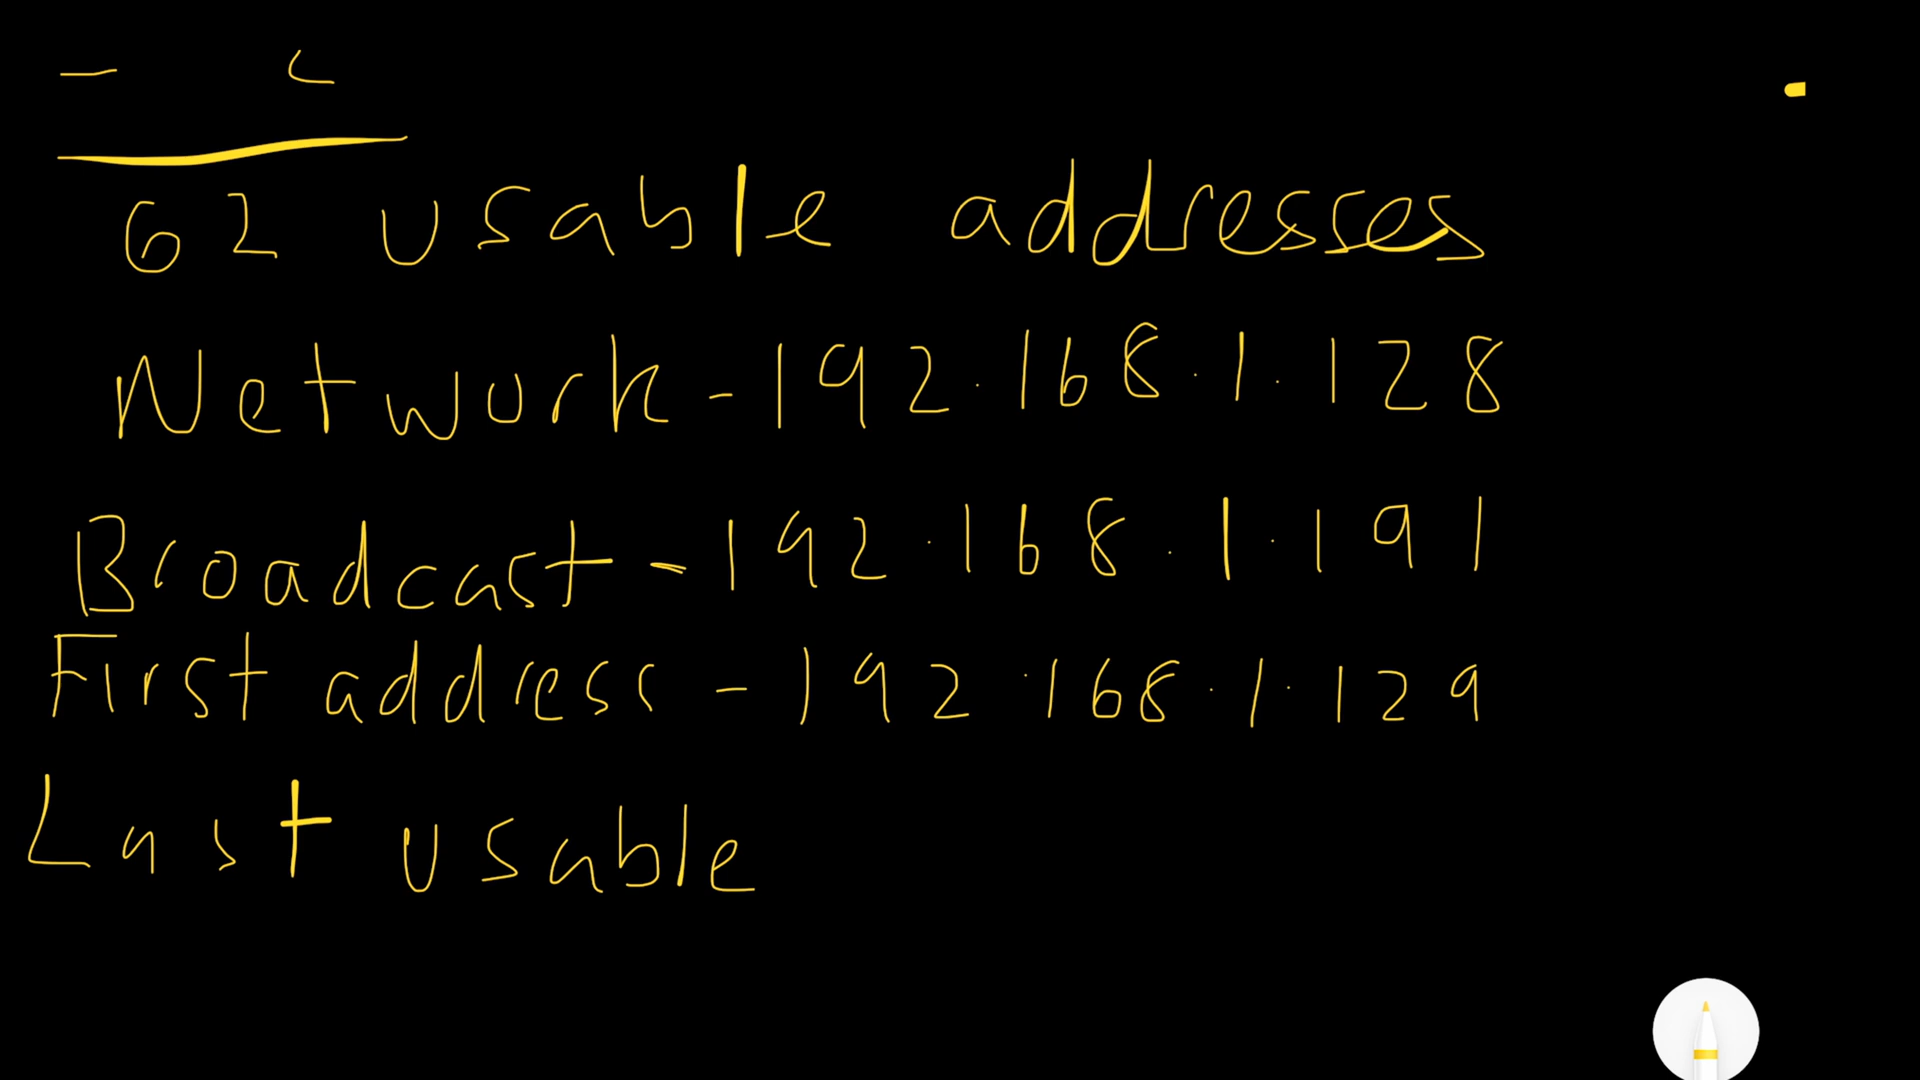 62 usable addresses
Network - 192.168.1.128
Broadcast - 192.168.1.191
First address - 192.168.1.129
Last usable